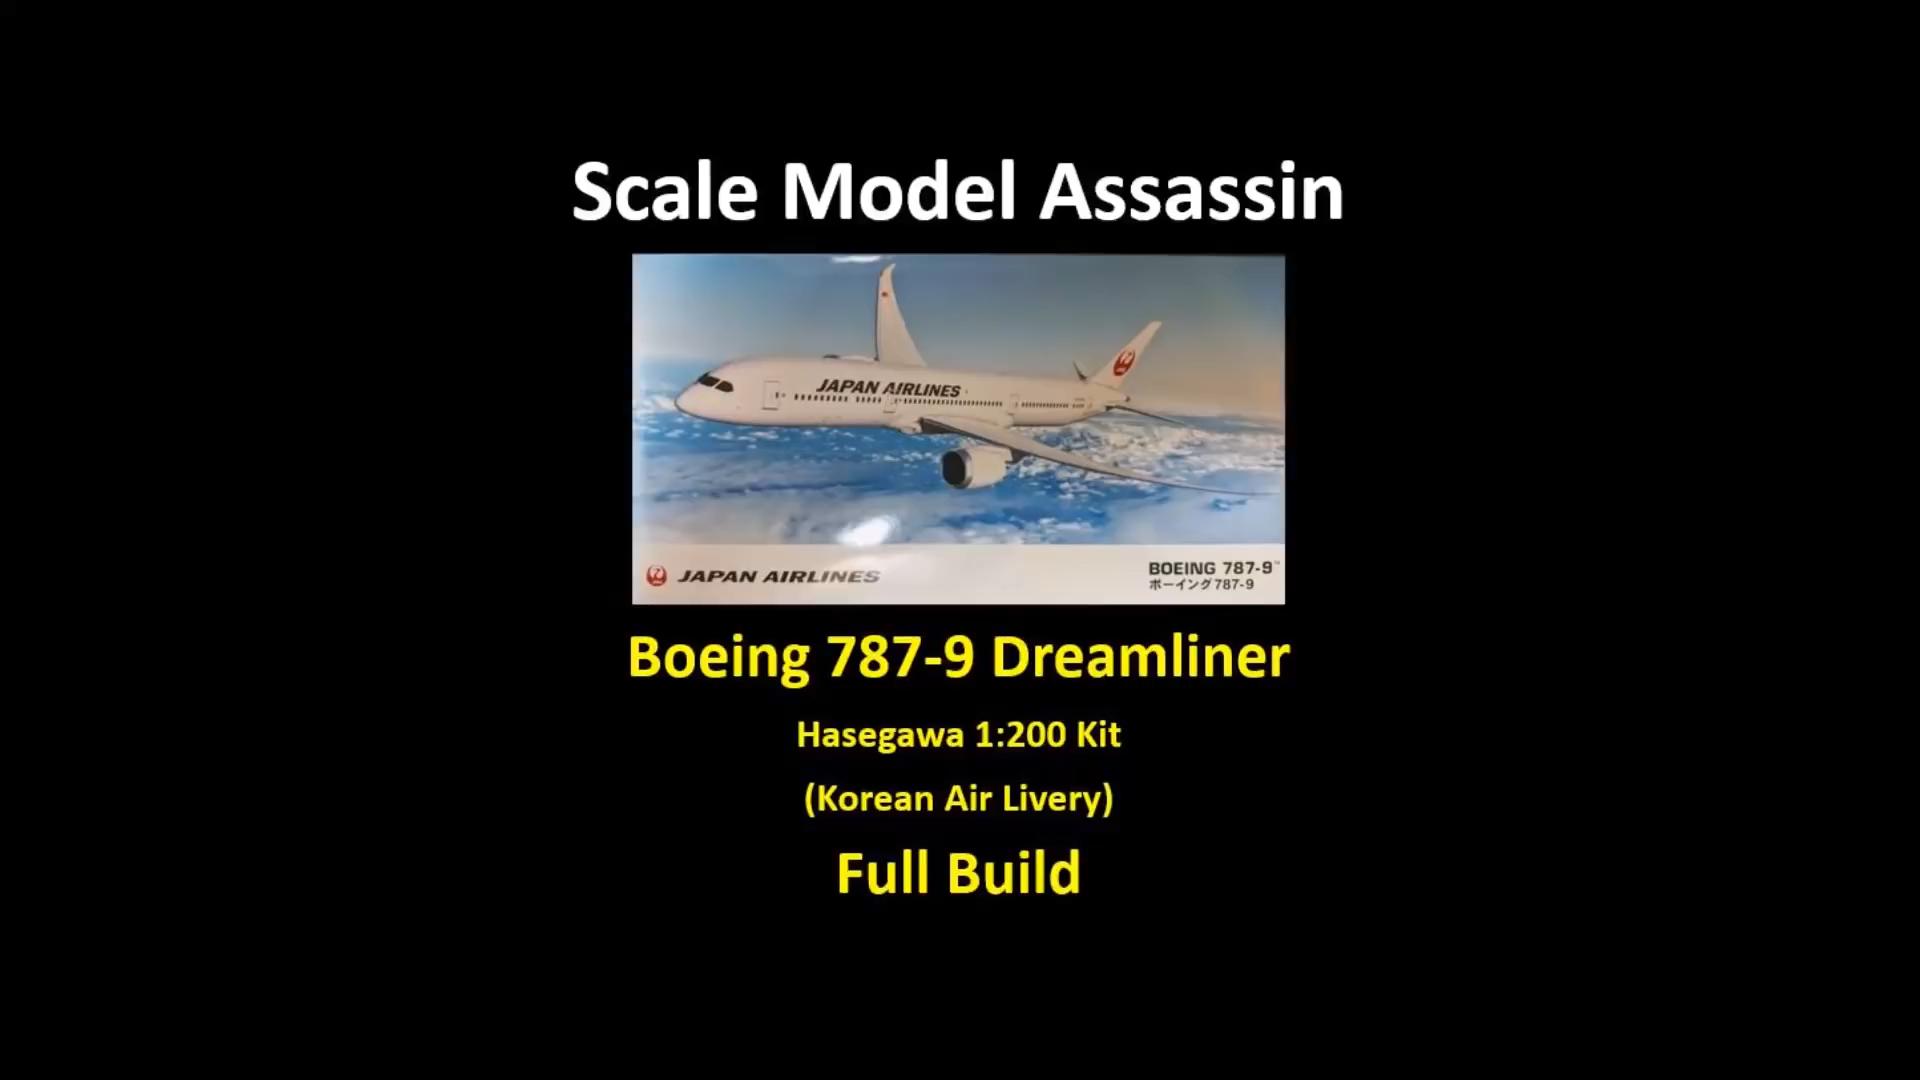 Scale Model Assassin
JAPAN AIRLINES
JAPAN AIRLINES
BOEING 787-9™
ボーイング787-9
Boeing 787-9 Dreamliner
Hasegawa 1:200 Kit
(Korean Air Livery)
Full Build